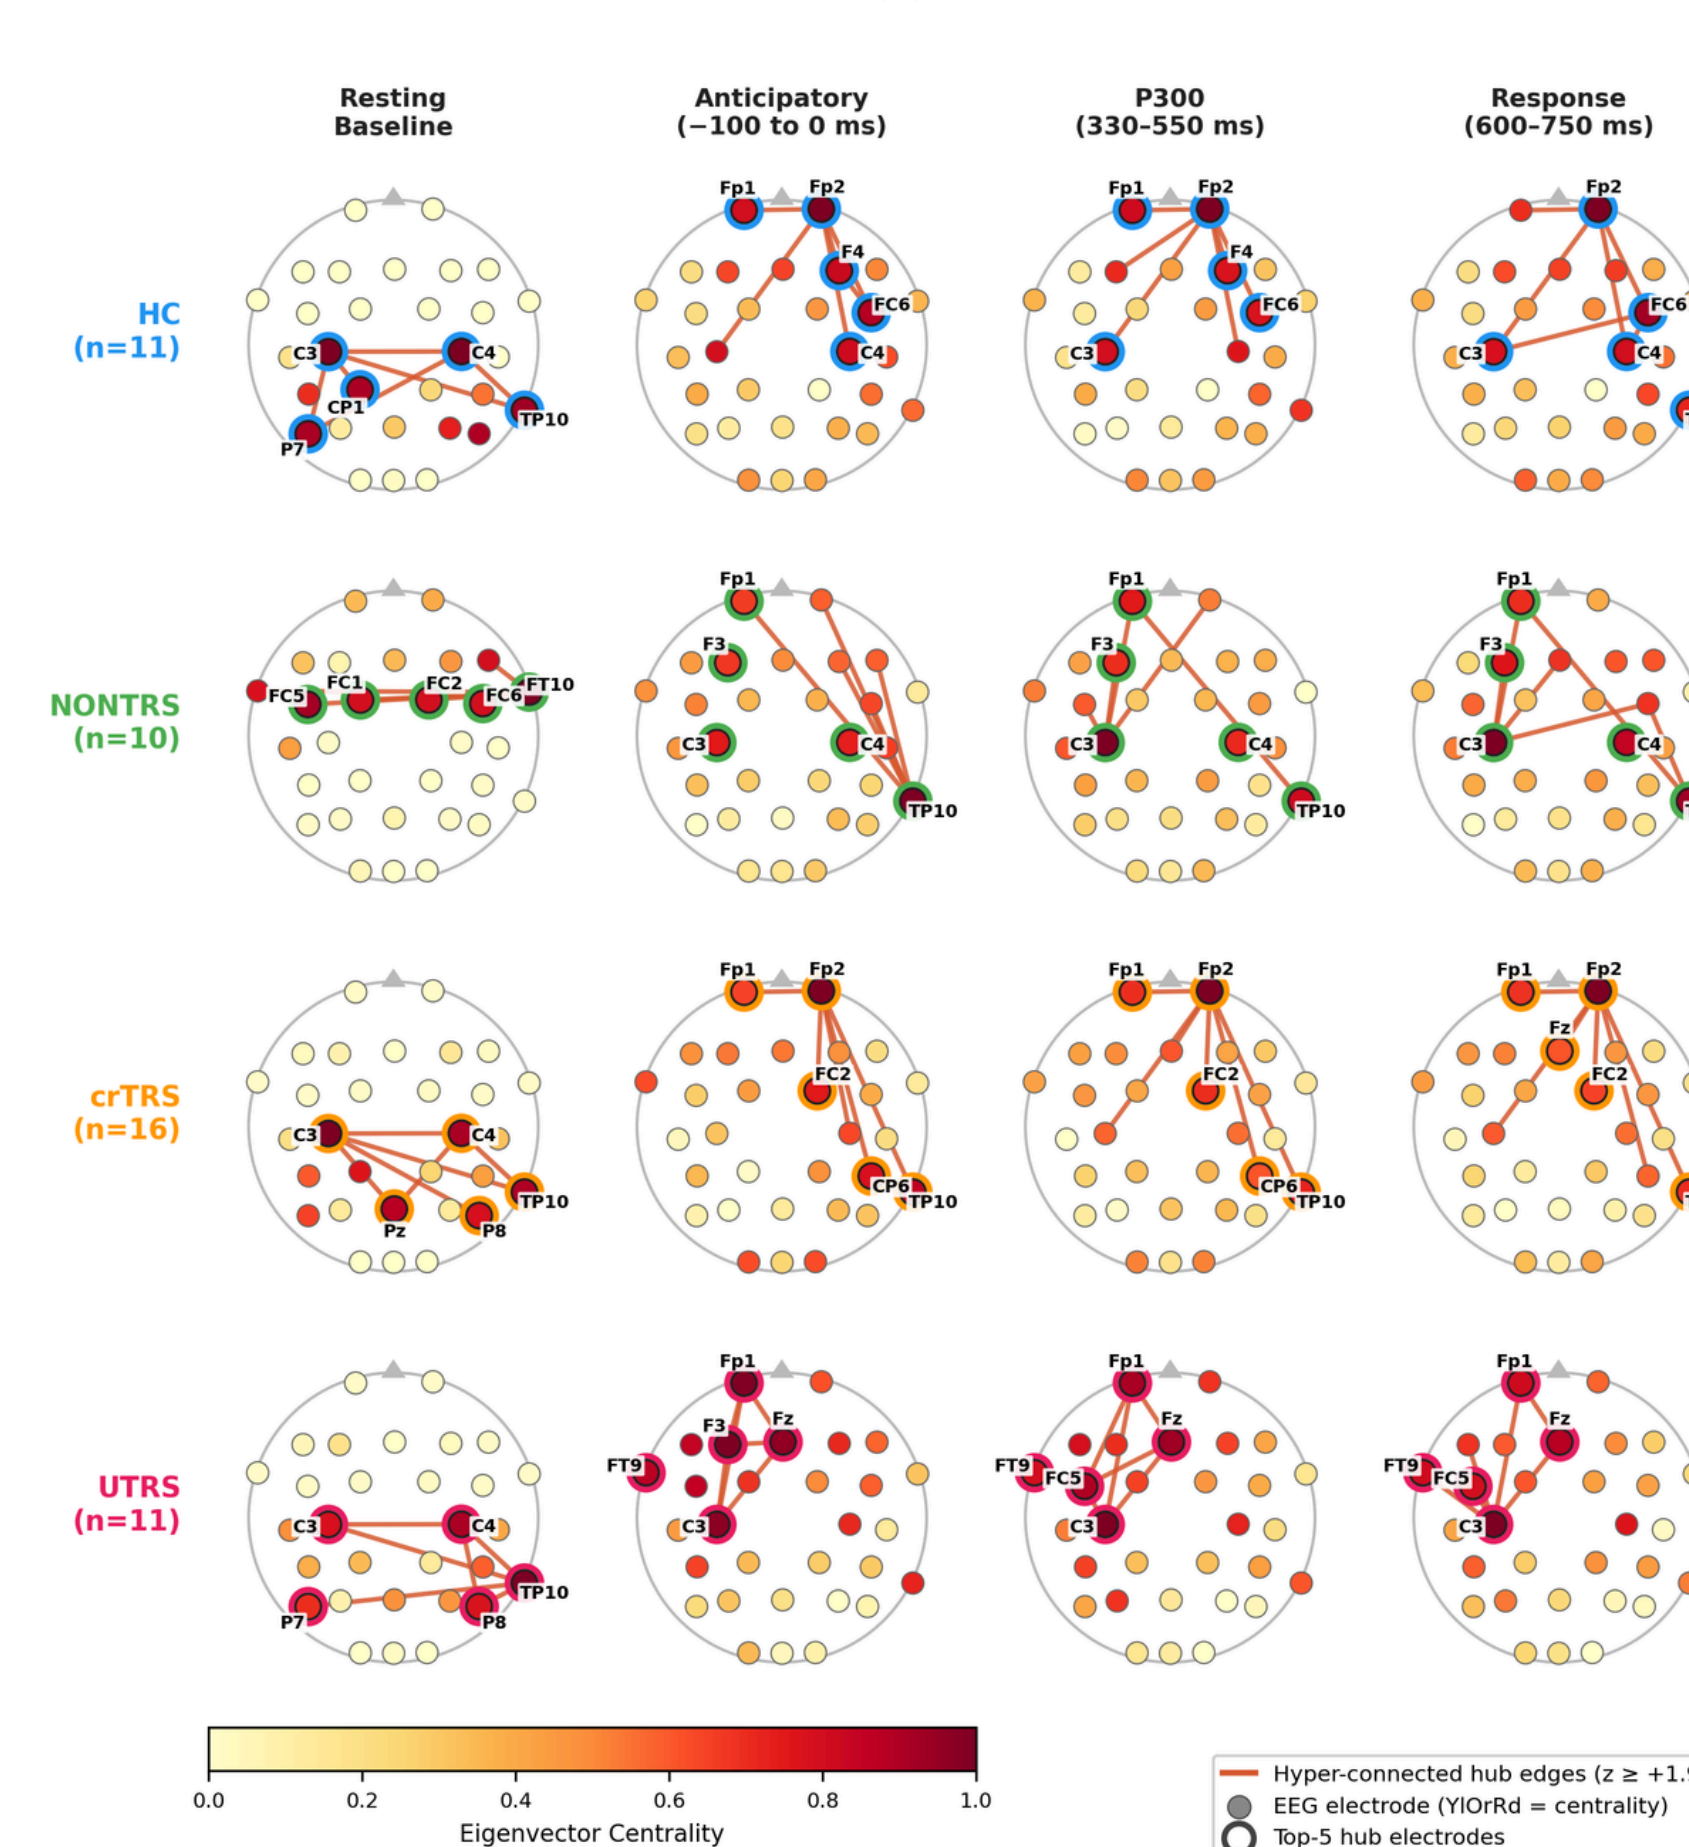 Resting
Baseline
Anticipatory
(−100 to 0 ms)
P300
(330–550 ms)
Response
(600–750 ms)
HC
(n=11)
C3
C4
CP1
TP10
P7
Fp1
Fp2
F4
FC6
C4
Fp1
Fp2
F4
FC6
C3
Fp2
FC6
C3
C4
NONTRS
(n=10)
FC5
FC1
FC2
FC6
FT10
Fp1
F3
C3
C4
TP10
Fp1
F3
C3
C4
TP10
Fp1
F3
C3
C4
crTRS
(n=16)
C3
C4
TP10
Pz
P8
Fp1
Fp2
FC2
CP6
TP10
Fp1
Fp2
FC2
CP6
TP10
Fp1
Fp2
Fz
FC2
UTRS
(n=11)
C3
C4
TP10
P7
P8
Fp1
F3
Fz
FT9
C3
Fp1
Fz
FT9
FC5
C3
Fp1
Fz
FT9
FC5
C3
0.0 0.2 0.4 0.6 0.8 1.0
Eigenvector Centrality
Hyper-connected hub edges (z ≥ +1.9
EEG electrode (YlOrRd = centrality)
Top-5 hub electrodes